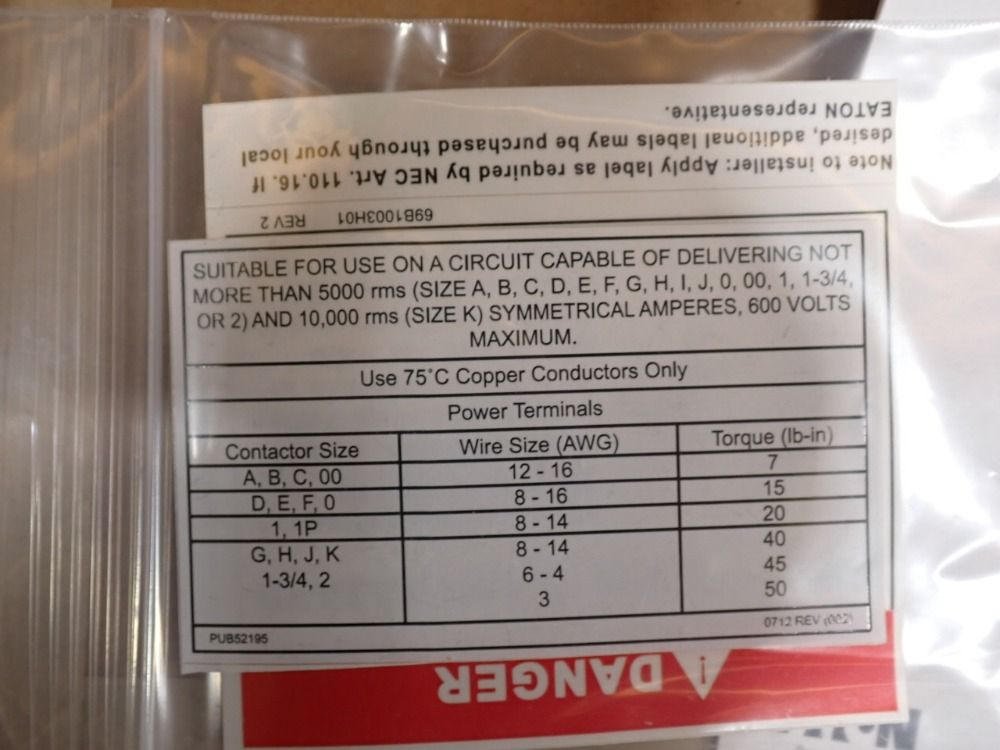 EATON representative.
desired, additional labels may be purchased through your local
Note to installer: Apply label as required by NEC Art. 110.16. If
69B1003H01 REV 2
SUITABLE FOR USE ON A CIRCUIT CAPABLE OF DELIVERING NOT
MORE THAN 5000 rms (SIZE A, B, C, D, E, F, G, H, I, J, 0, 00, 1, 1-3/4,
OR 2) AND 10,000 rms (SIZE K) SYMMETRICAL AMPERES, 600 VOLTS
MAXIMUM.
Use 75°C Copper Conductors Only
Power Terminals
Contactor Size Wire Size (AWG) Torque (lb-in)
A, B, C, 00 12 - 16 7
D, E, F, 0 8 - 16 15
1, 1P 8 - 14 20
G, H, J, K 8 - 14 40
1-3/4, 2 6 - 4 45
3 50
PUB52195 0712 REV (002)
DANGER